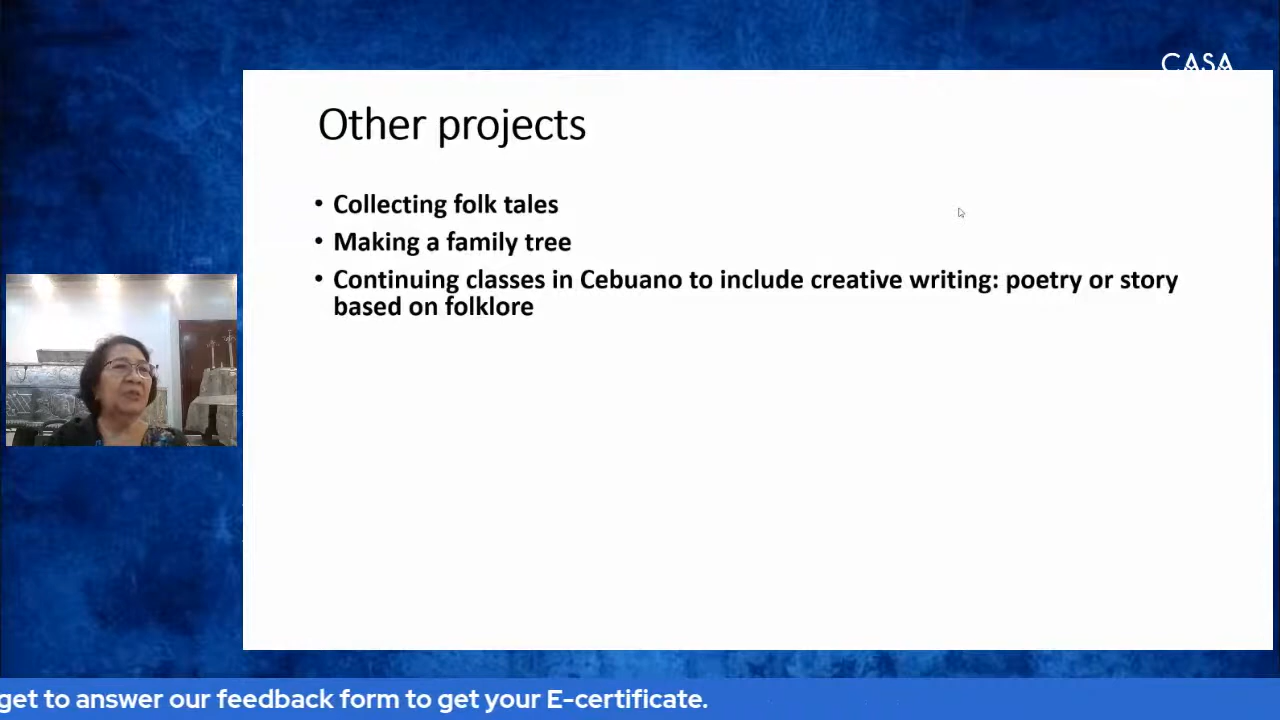 CASA
Other projects
• Collecting folk tales
• Making a family tree
• Continuing classes in Cebuano to include creative writing: poetry or story
based on folklore
get to answer our feedback form to get your E-certificate.